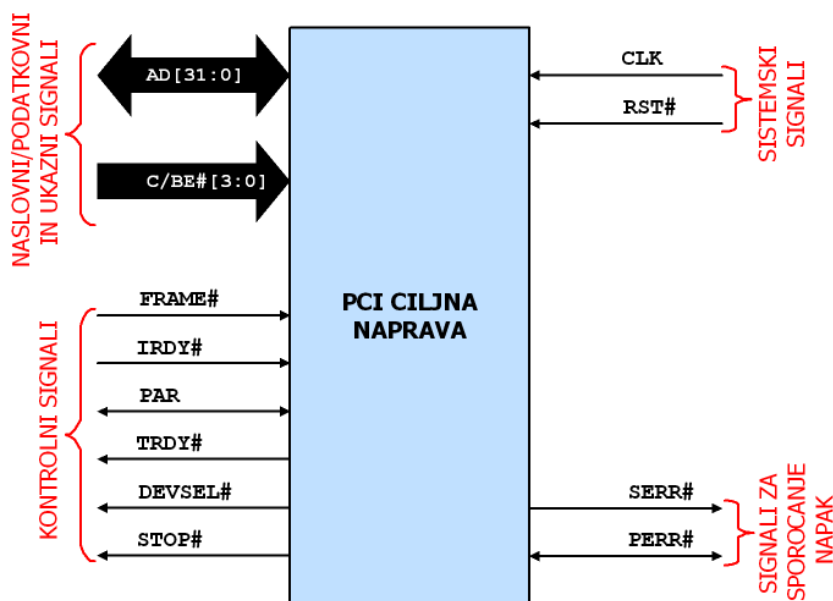 NASLOVNI/PODATKOVNI
IN UKAZNI SIGNALI
AD[31:0]
C/BE#[3:0]
KONTROLNI SIGNALI
FRAME#
IRDY#
PAR
TRDY#
DEVSEL#
STOP#
PCI CILJNA
NAPRAVA
CLK
RST#
SISTEMSKI
SIGNALI
SERR#
PERR#
SIGNALI ZA
SPOROCANJE
NAPAK